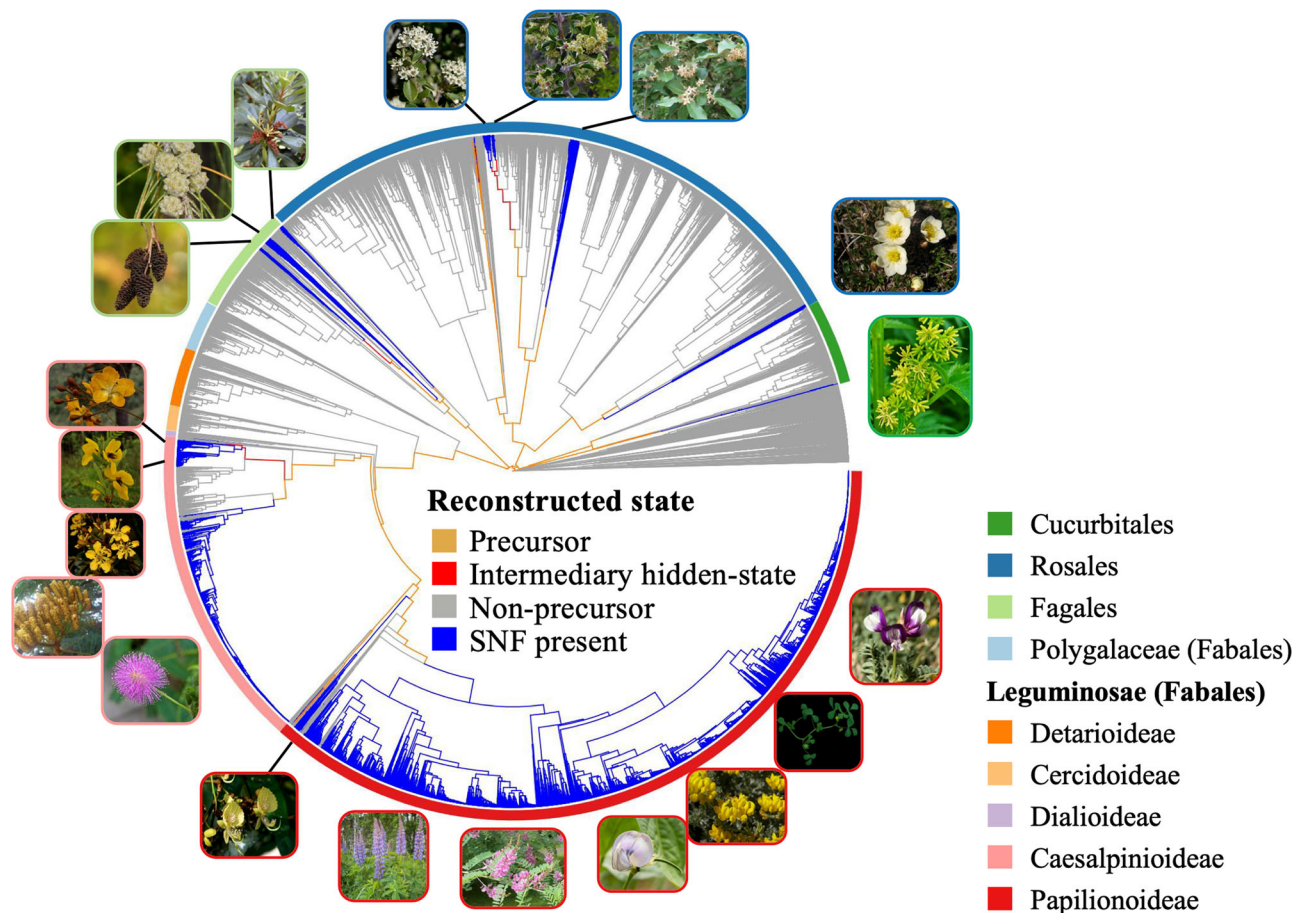 Reconstructed state
Precursor
Intermediary hidden-state
Non-precursor
SNF present
Cucurbitales
Rosales
Fagales
Polygalaceae (Fabales)
Leguminosae (Fabales)
Detarioideae
Cercidoideae
Dialioideae
Caesalpinioideae
Papilionoideae